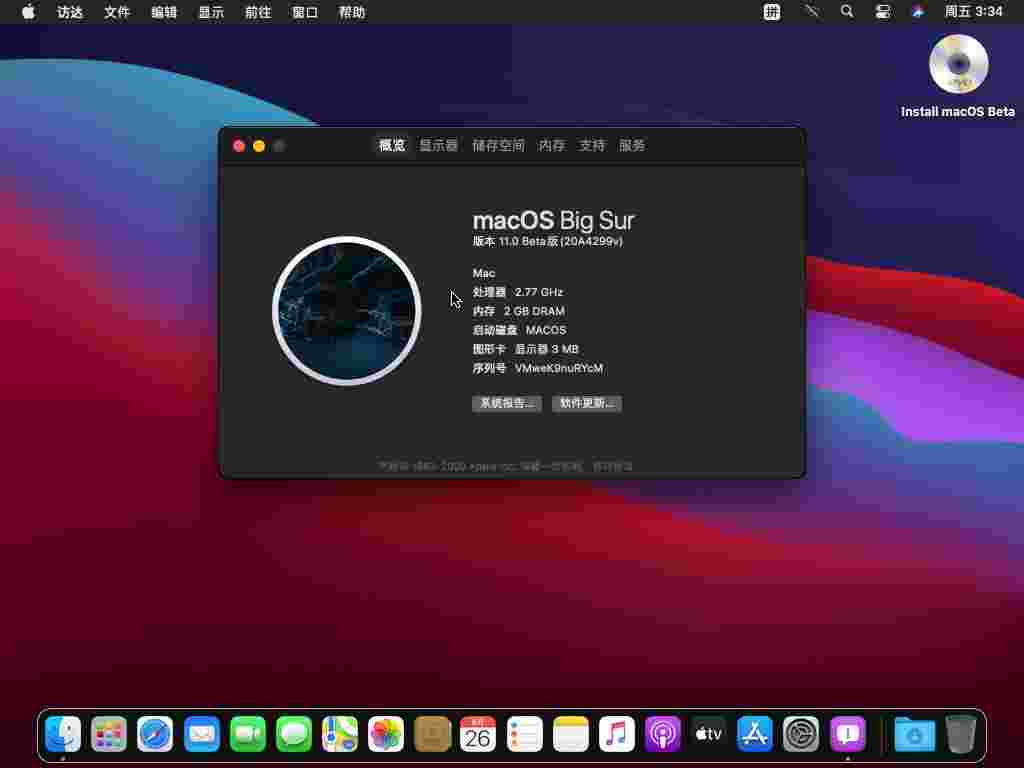 访达 文件 编辑 显示 前往 窗口 帮助 拼 周五 3:34
DVD
Install macOS Beta
概览 显示器 储存空间 内存 支持 服务
macOS Big Sur
版本 11.0 Beta版 (20A4299v)
Mac
处理器 2.77 GHz
内存 2 GB DRAM
启动磁盘 MACOS
图形卡 显示器 3 MB
序列号 VMweK9nuRYcM
系统报告... 软件更新...
6月
26
tv